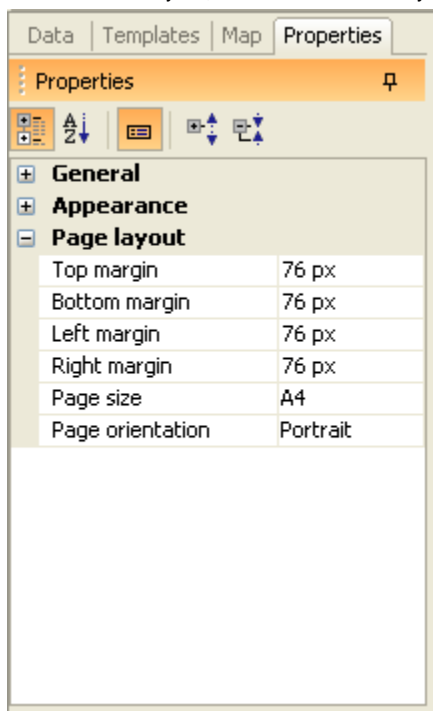 Data Templates Map Properties
Properties
General
Appearance
Page layout
Top margin 76 px
Bottom margin 76 px
Left margin 76 px
Right margin 76 px
Page size A4
Page orientation Portrait